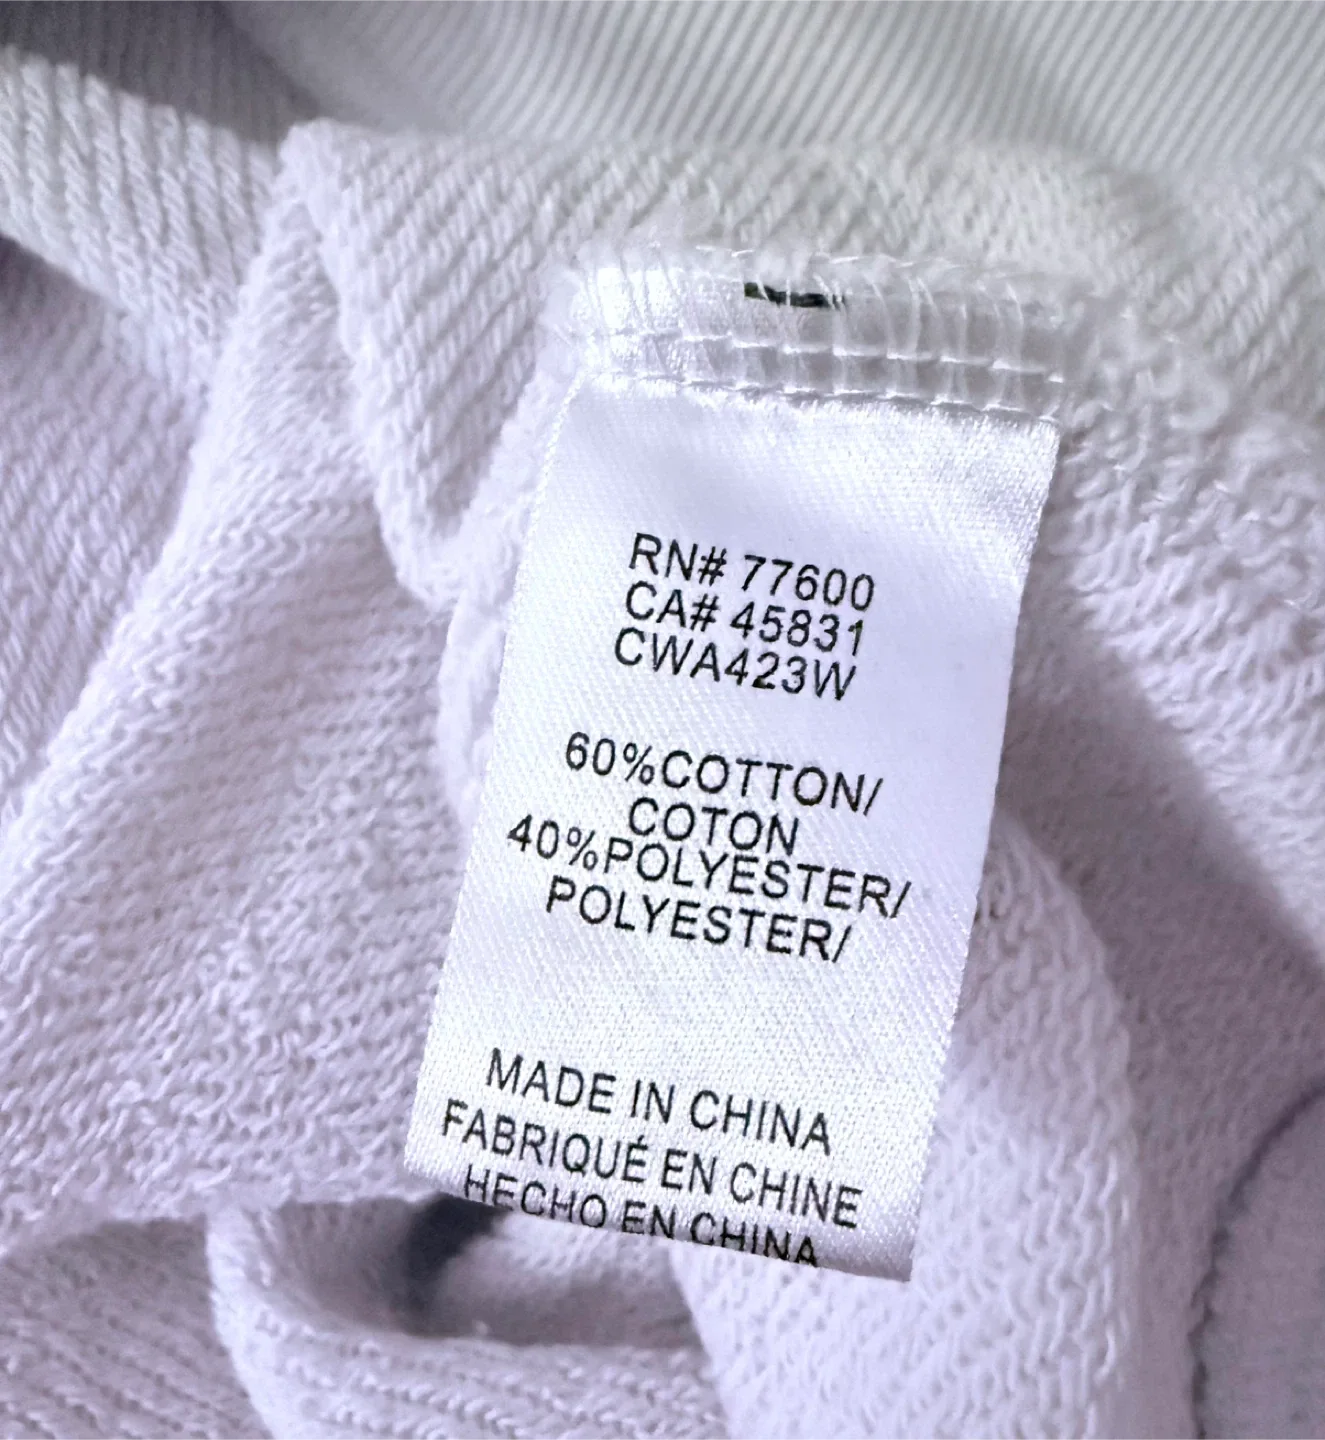 RN# 77600
CA# 45831
CWA423W
60%COTTON/
COTON
40%POLYESTER/
POLYESTER/
MADE IN CHINA
FABRIQUÉ EN CHINE
HECHO EN CHINA